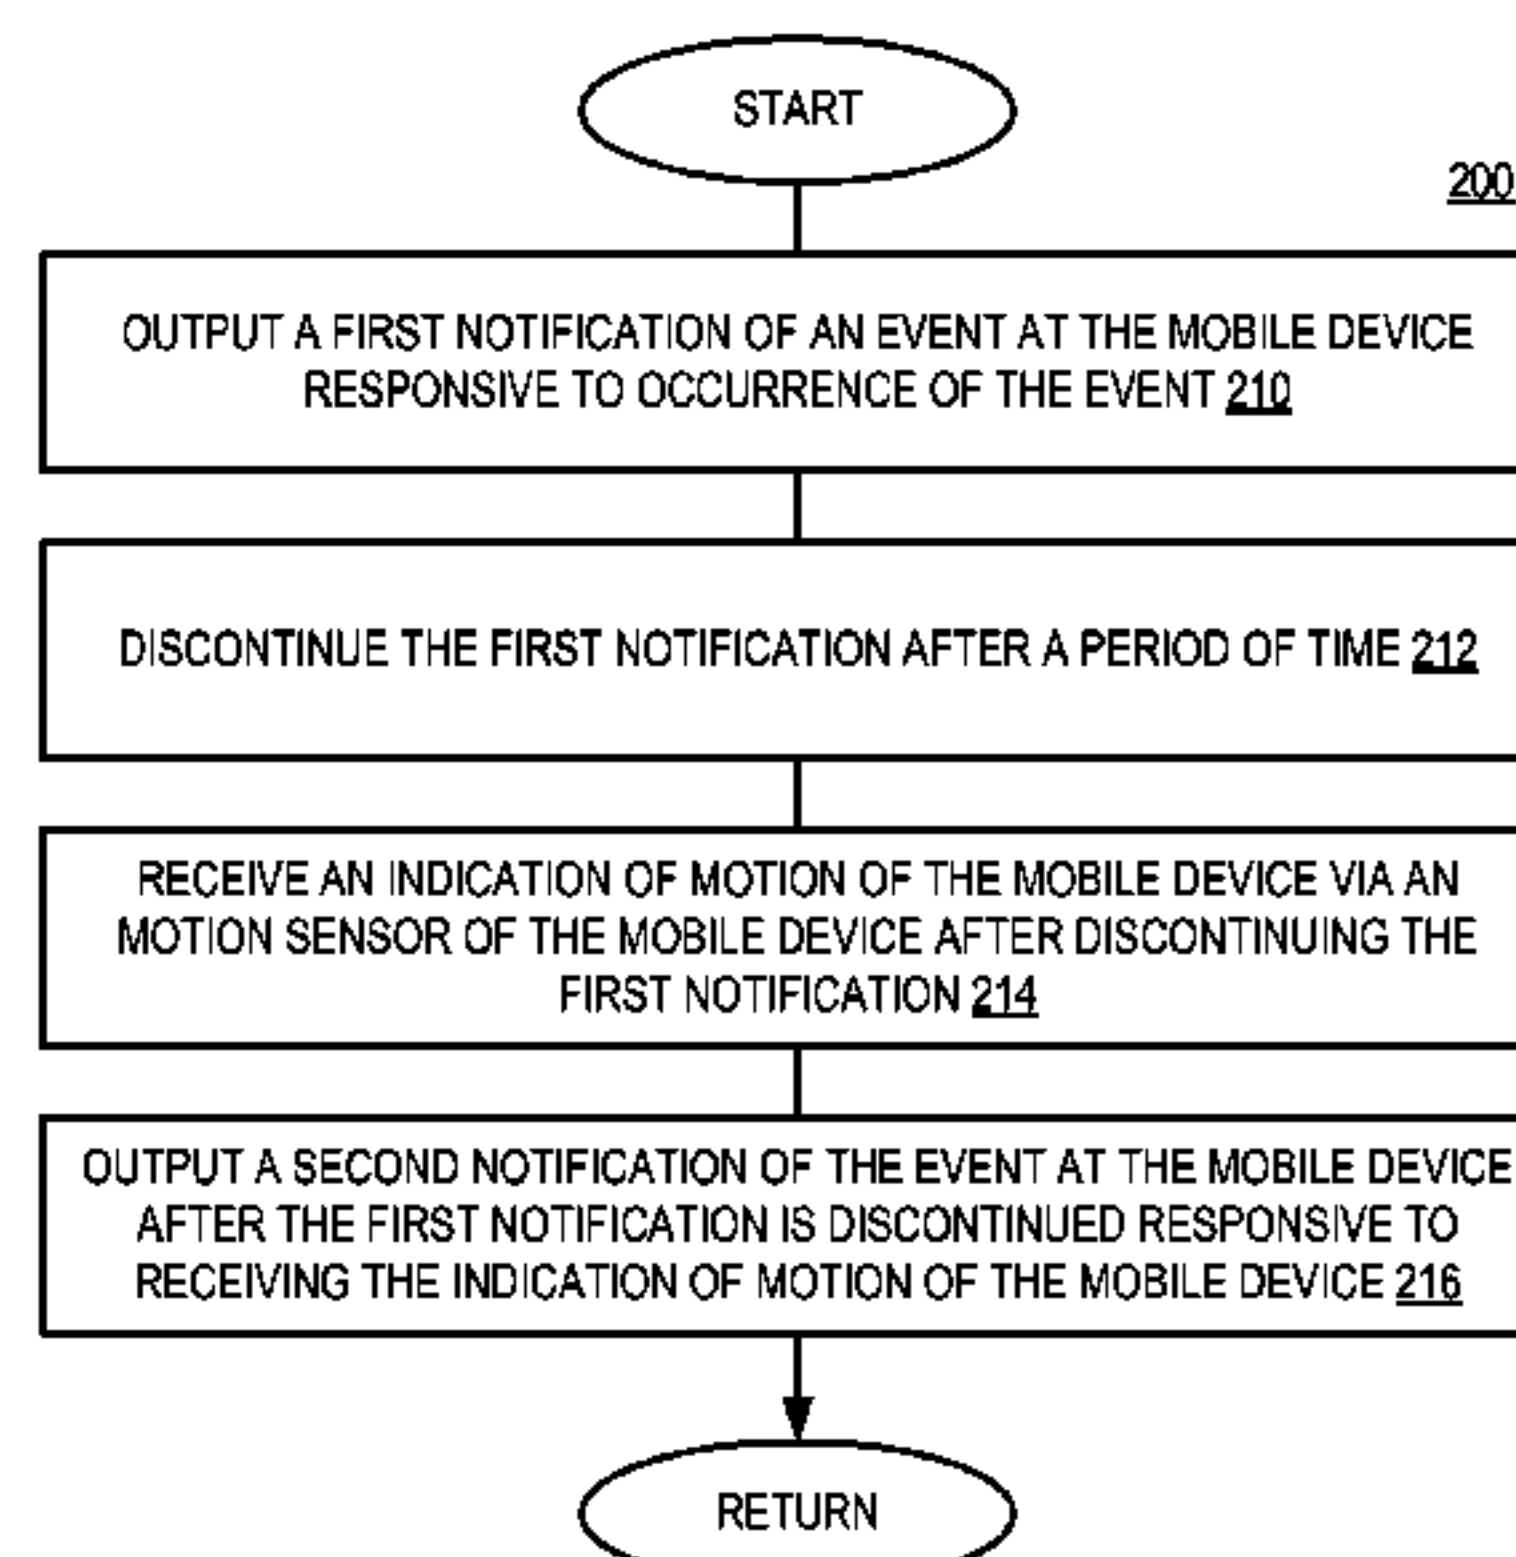 START
200
OUTPUT A FIRST NOTIFICATION OF AN EVENT AT THE MOBILE DEVICE
RESPONSIVE TO OCCURRENCE OF THE EVENT 210
DISCONTINUE THE FIRST NOTIFICATION AFTER A PERIOD OF TIME 212
RECEIVE AN INDICATION OF MOTION OF THE MOBILE DEVICE VIA AN
MOTION SENSOR OF THE MOBILE DEVICE AFTER DISCONTINUING THE
FIRST NOTIFICATION 214
OUTPUT A SECOND NOTIFICATION OF THE EVENT AT THE MOBILE DEVICE
AFTER THE FIRST NOTIFICATION IS DISCONTINUED RESPONSIVE TO
RECEIVING THE INDICATION OF MOTION OF THE MOBILE DEVICE 216
RETURN